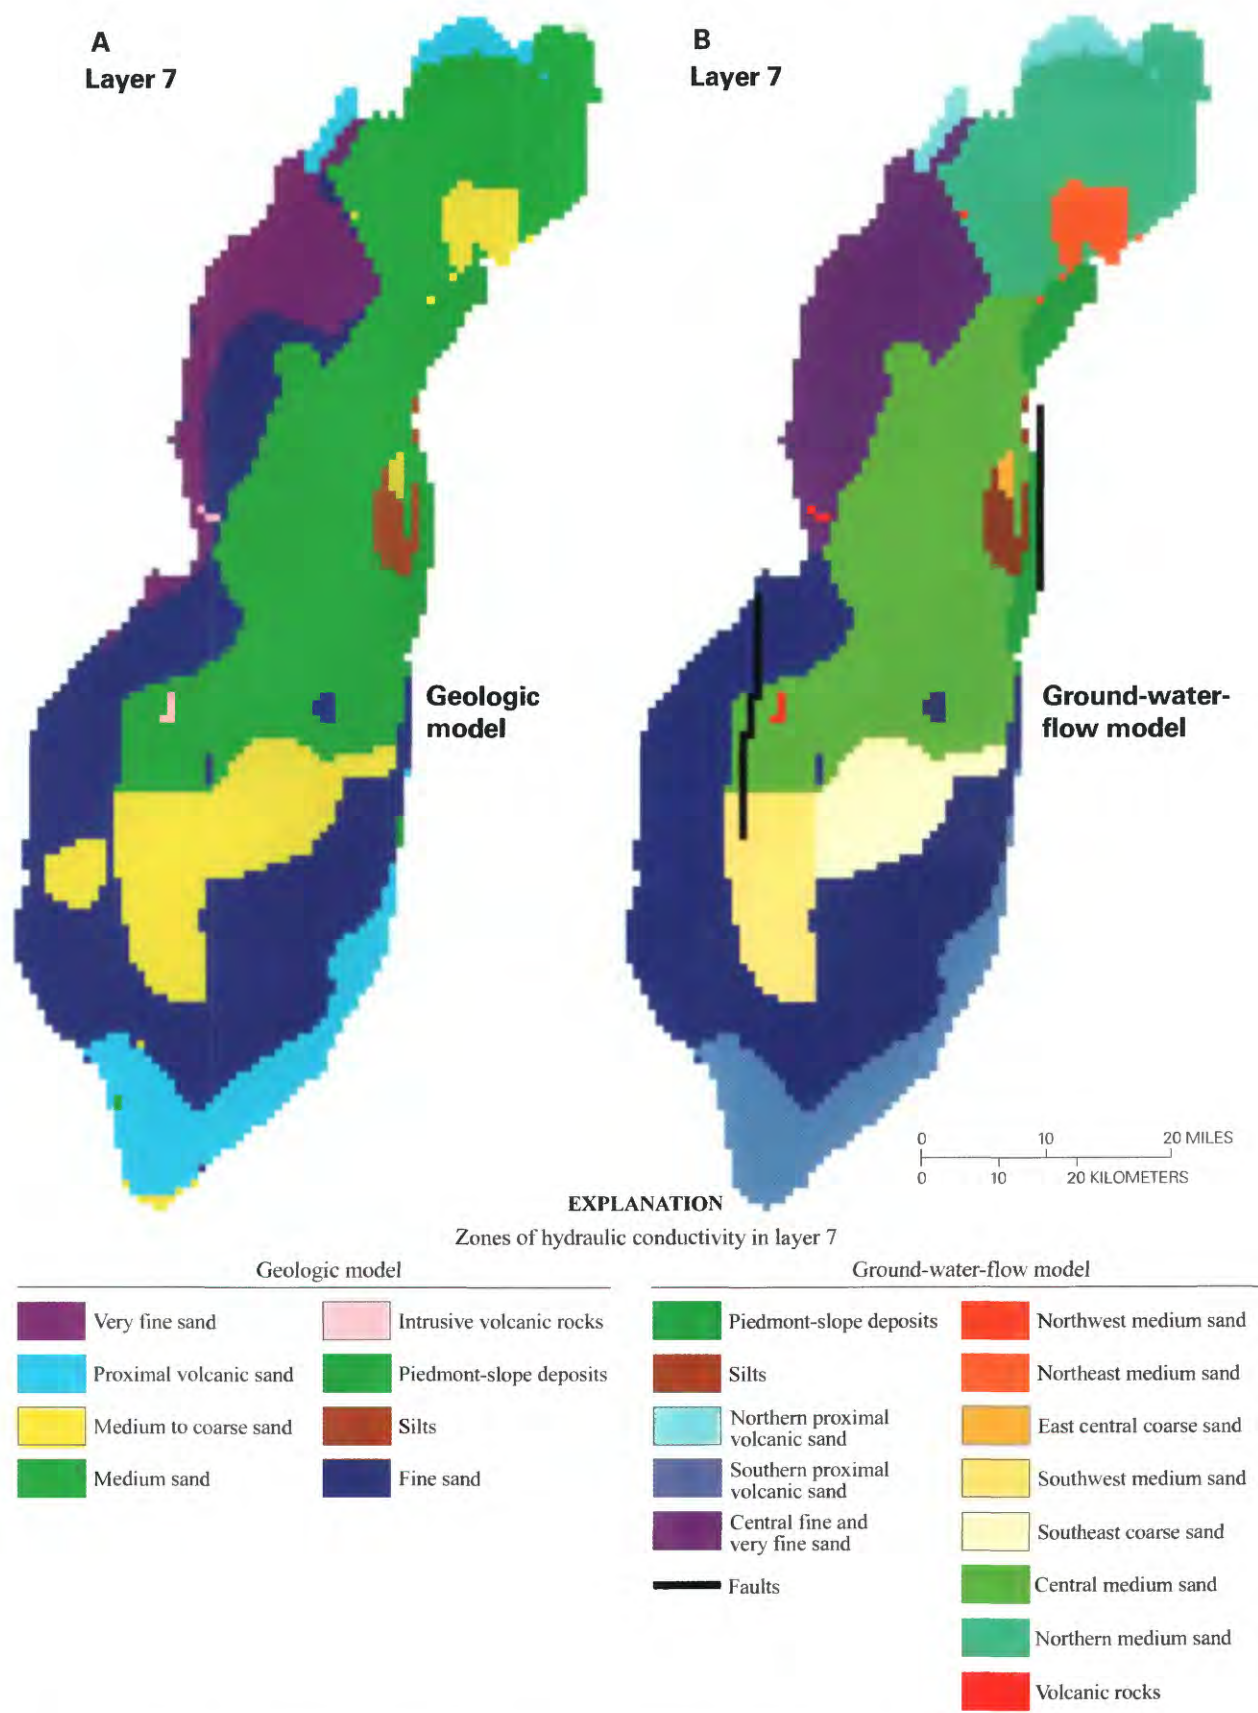 A
Layer 7
B
Layer 7
Geologic
model
Ground-water-
flow model
0 10 20 MILES
0 10 20 KILOMETERS
EXPLANATION
Zones of hydraulic conductivity in layer 7
Geologic model
Very fine sand
Proximal volcanic sand
Medium to coarse sand
Medium sand
Intrusive volcanic rocks
Piedmont-slope deposits
Silts
Fine sand
Ground-water-flow model
Piedmont-slope deposits
Silts
Northern proximal
volcanic sand
Southern proximal
volcanic sand
Central fine and
very fine sand
Faults
Northwest medium sand
Northeast medium sand
East central coarse sand
Southwest medium sand
Southeast coarse sand
Central medium sand
Northern medium sand
Volcanic rocks